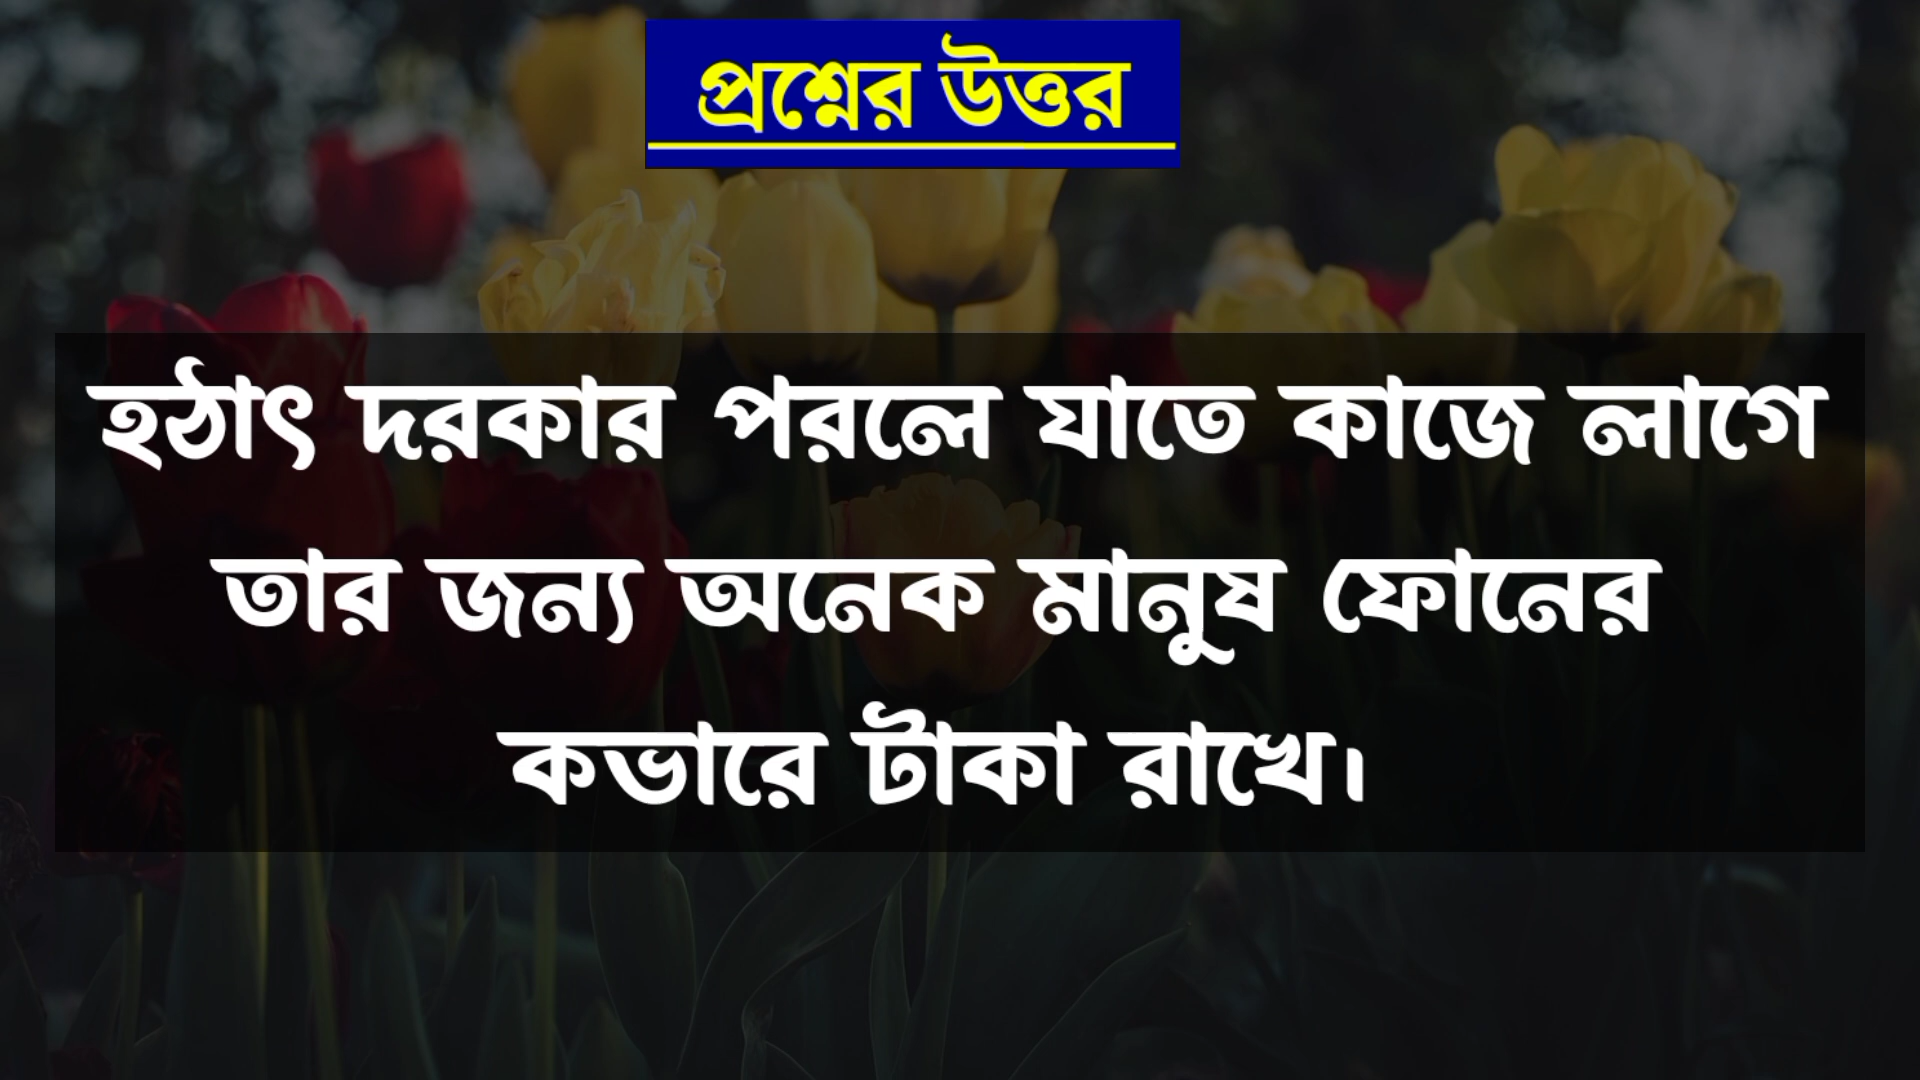 প্রশ্নের উত্তর
হঠাৎ দরকার পরলে যাতে কাজে লাগে
তার জন্য অনেক মানুষ ফোনের
কভারে টাকা রাখে।